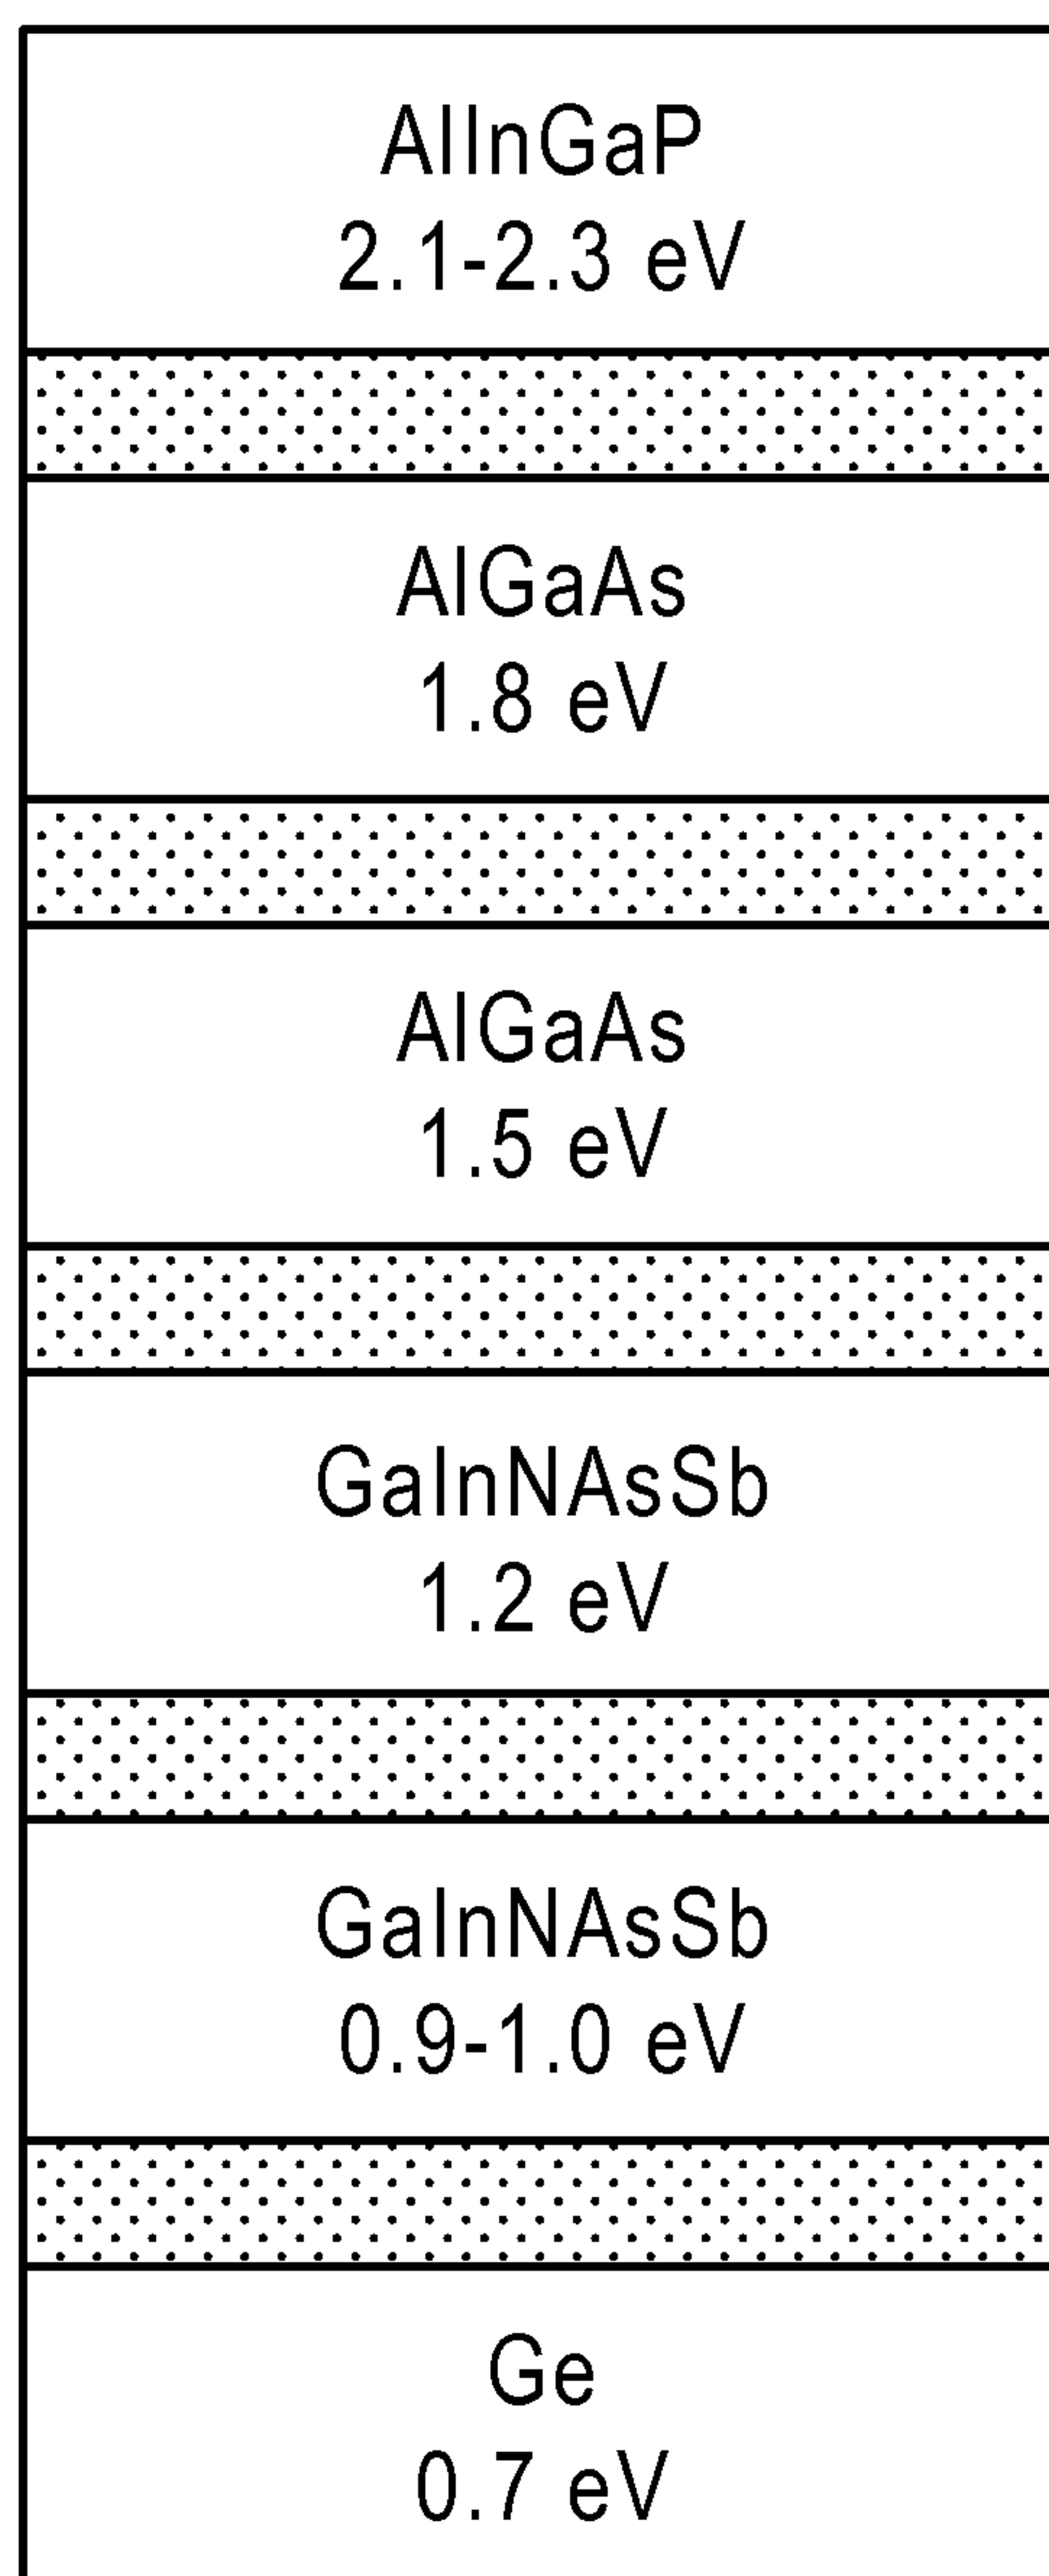 AlInGaP
2.1-2.3 eV
AlGaAs
1.8 eV
AlGaAs
1.5 eV
GaInNAsSb
1.2 eV
GaInNAsSb
0.9-1.0 eV
Ge
0.7 eV